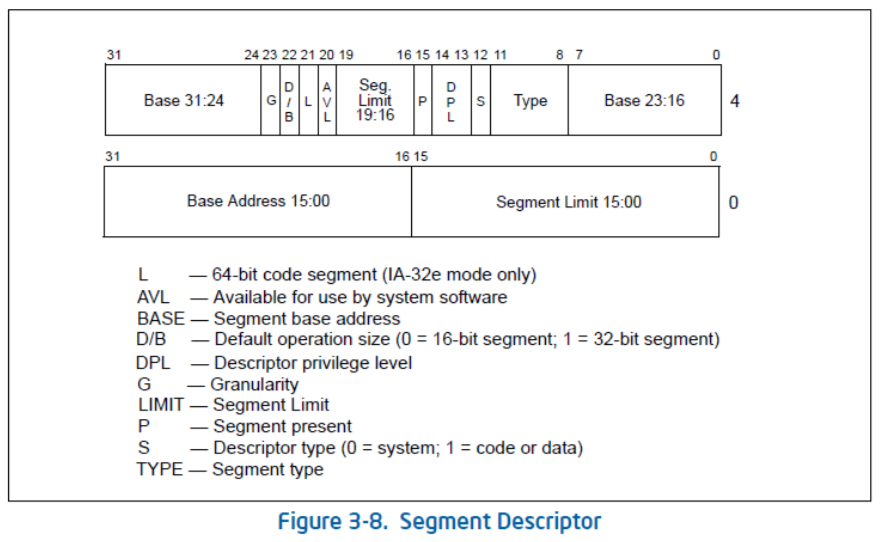 31 24 23 22 21 20 19 16 15 14 13 12 11 8 7 0
Base 31:24 G D/B L AVL Seg. Limit 19:16 P DPL S Type Base 23:16 4
31 16 15 0
Base Address 15:00 Segment Limit 15:00 0
L — 64-bit code segment (IA-32e mode only)
AVL — Available for use by system software
BASE — Segment base address
D/B — Default operation size (0 = 16-bit segment; 1 = 32-bit segment)
DPL — Descriptor privilege level
G — Granularity
LIMIT — Segment Limit
P — Segment present
S — Descriptor type (0 = system; 1 = code or data)
TYPE — Segment type
Figure 3-8. Segment Descriptor